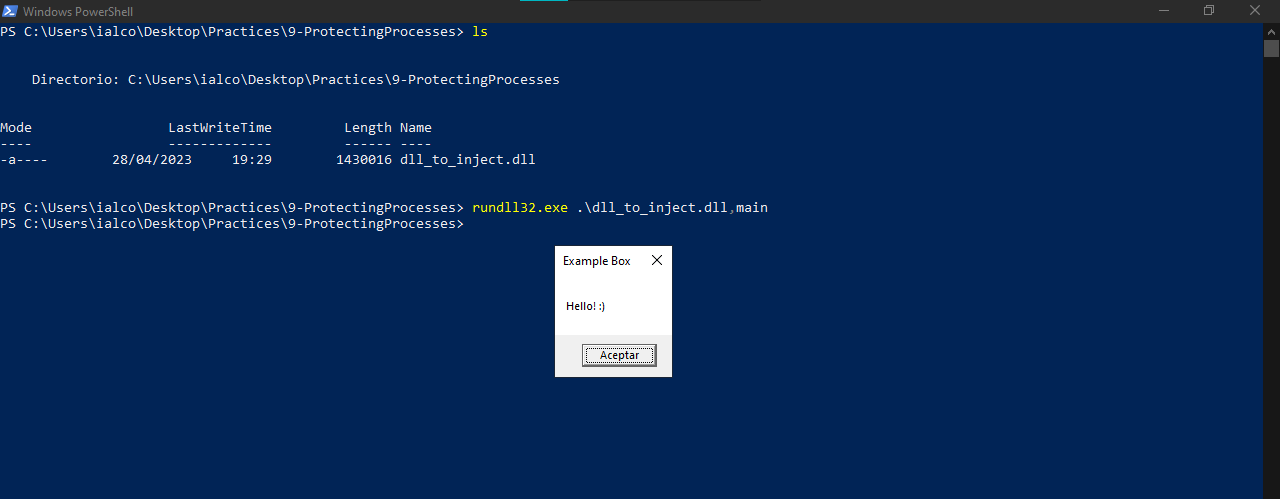 Windows PowerShell
PS C:\Users\ialco\Desktop\Practices\9-ProtectingProcesses> ls
Directorio: C:\Users\ialco\Desktop\Practices\9-ProtectingProcesses
Mode                 LastWriteTime         Length Name
----                 -------------         ------ ----
-a----        28/04/2023     19:29        1430016 dll_to_inject.dll
PS C:\Users\ialco\Desktop\Practices\9-ProtectingProcesses> rundll32.exe .\dll_to_inject.dll,main
PS C:\Users\ialco\Desktop\Practices\9-ProtectingProcesses>
Example Box
Hello! :)
Aceptar